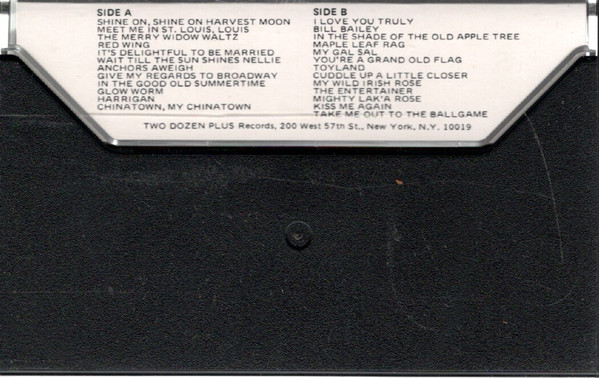 SIDE A
SHINE ON, SHINE ON HARVEST MOON
MEET ME IN ST. LOUIS, LOUIS
THE MERRY WIDOW WALTZ
RED WING
IT'S DELIGHTFUL TO BE MARRIED
WAIT TILL THE SUN SHINES NELLIE
ANCHORS AWEIGH
GIVE MY REGARDS TO BROADWAY
IN THE GOOD OLD SUMMERTIME
GLOW WORM
HARRIGAN
CHINATOWN, MY CHINATOWN
SIDE B
I LOVE YOU TRULY
BILL BAILEY
IN THE SHADE OF THE OLD APPLE TREE
MAPLE LEAF RAG
MY GAL SAL
YOU'RE A GRAND OLD FLAG
TOYLAND
CUDDLE UP A LITTLE CLOSER
MY WILD IRISH ROSE
THE ENTERTAINER
MIGHTY LAK'A ROSE
KISS ME AGAIN
TAKE ME OUT TO THE BALLGAME
TWO DOZEN PLUS Records, 200 West 57th St., New York, N.Y. 10019